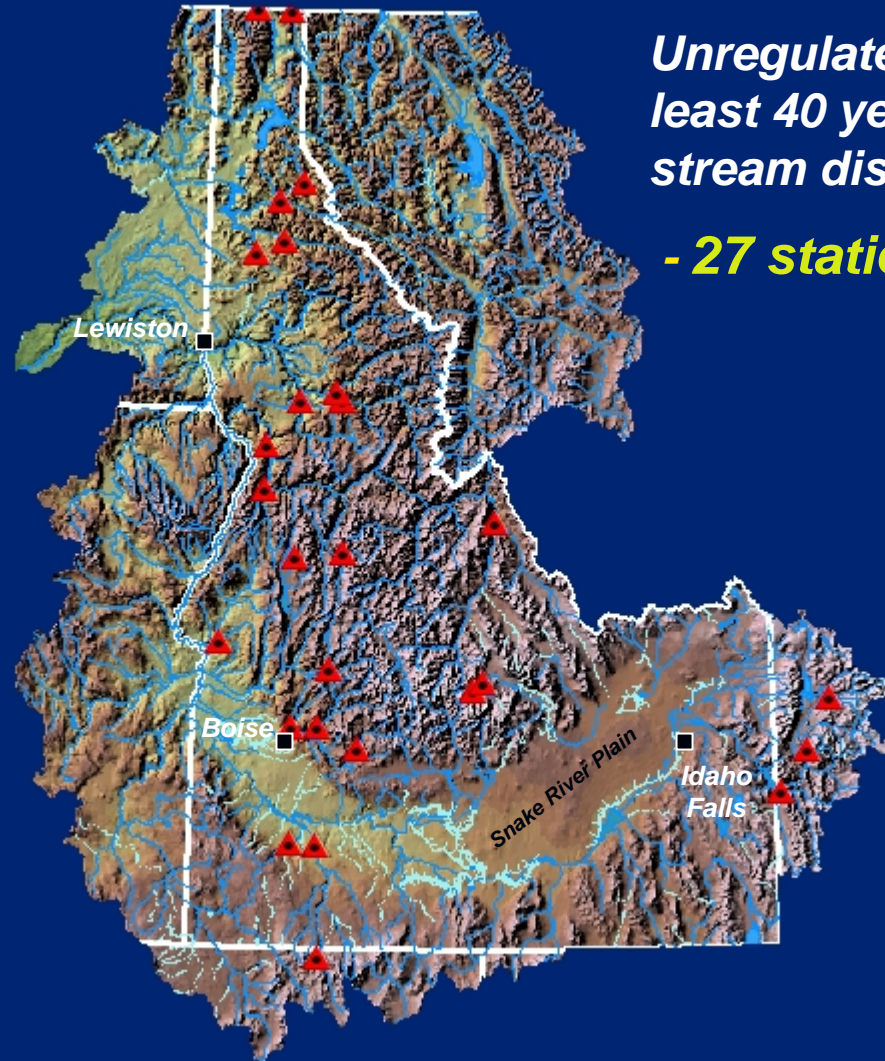 Unregulate
least 40 ye
stream dis
- 27 static
Lewiston
Boise
Snake River Plain
Idaho
Falls